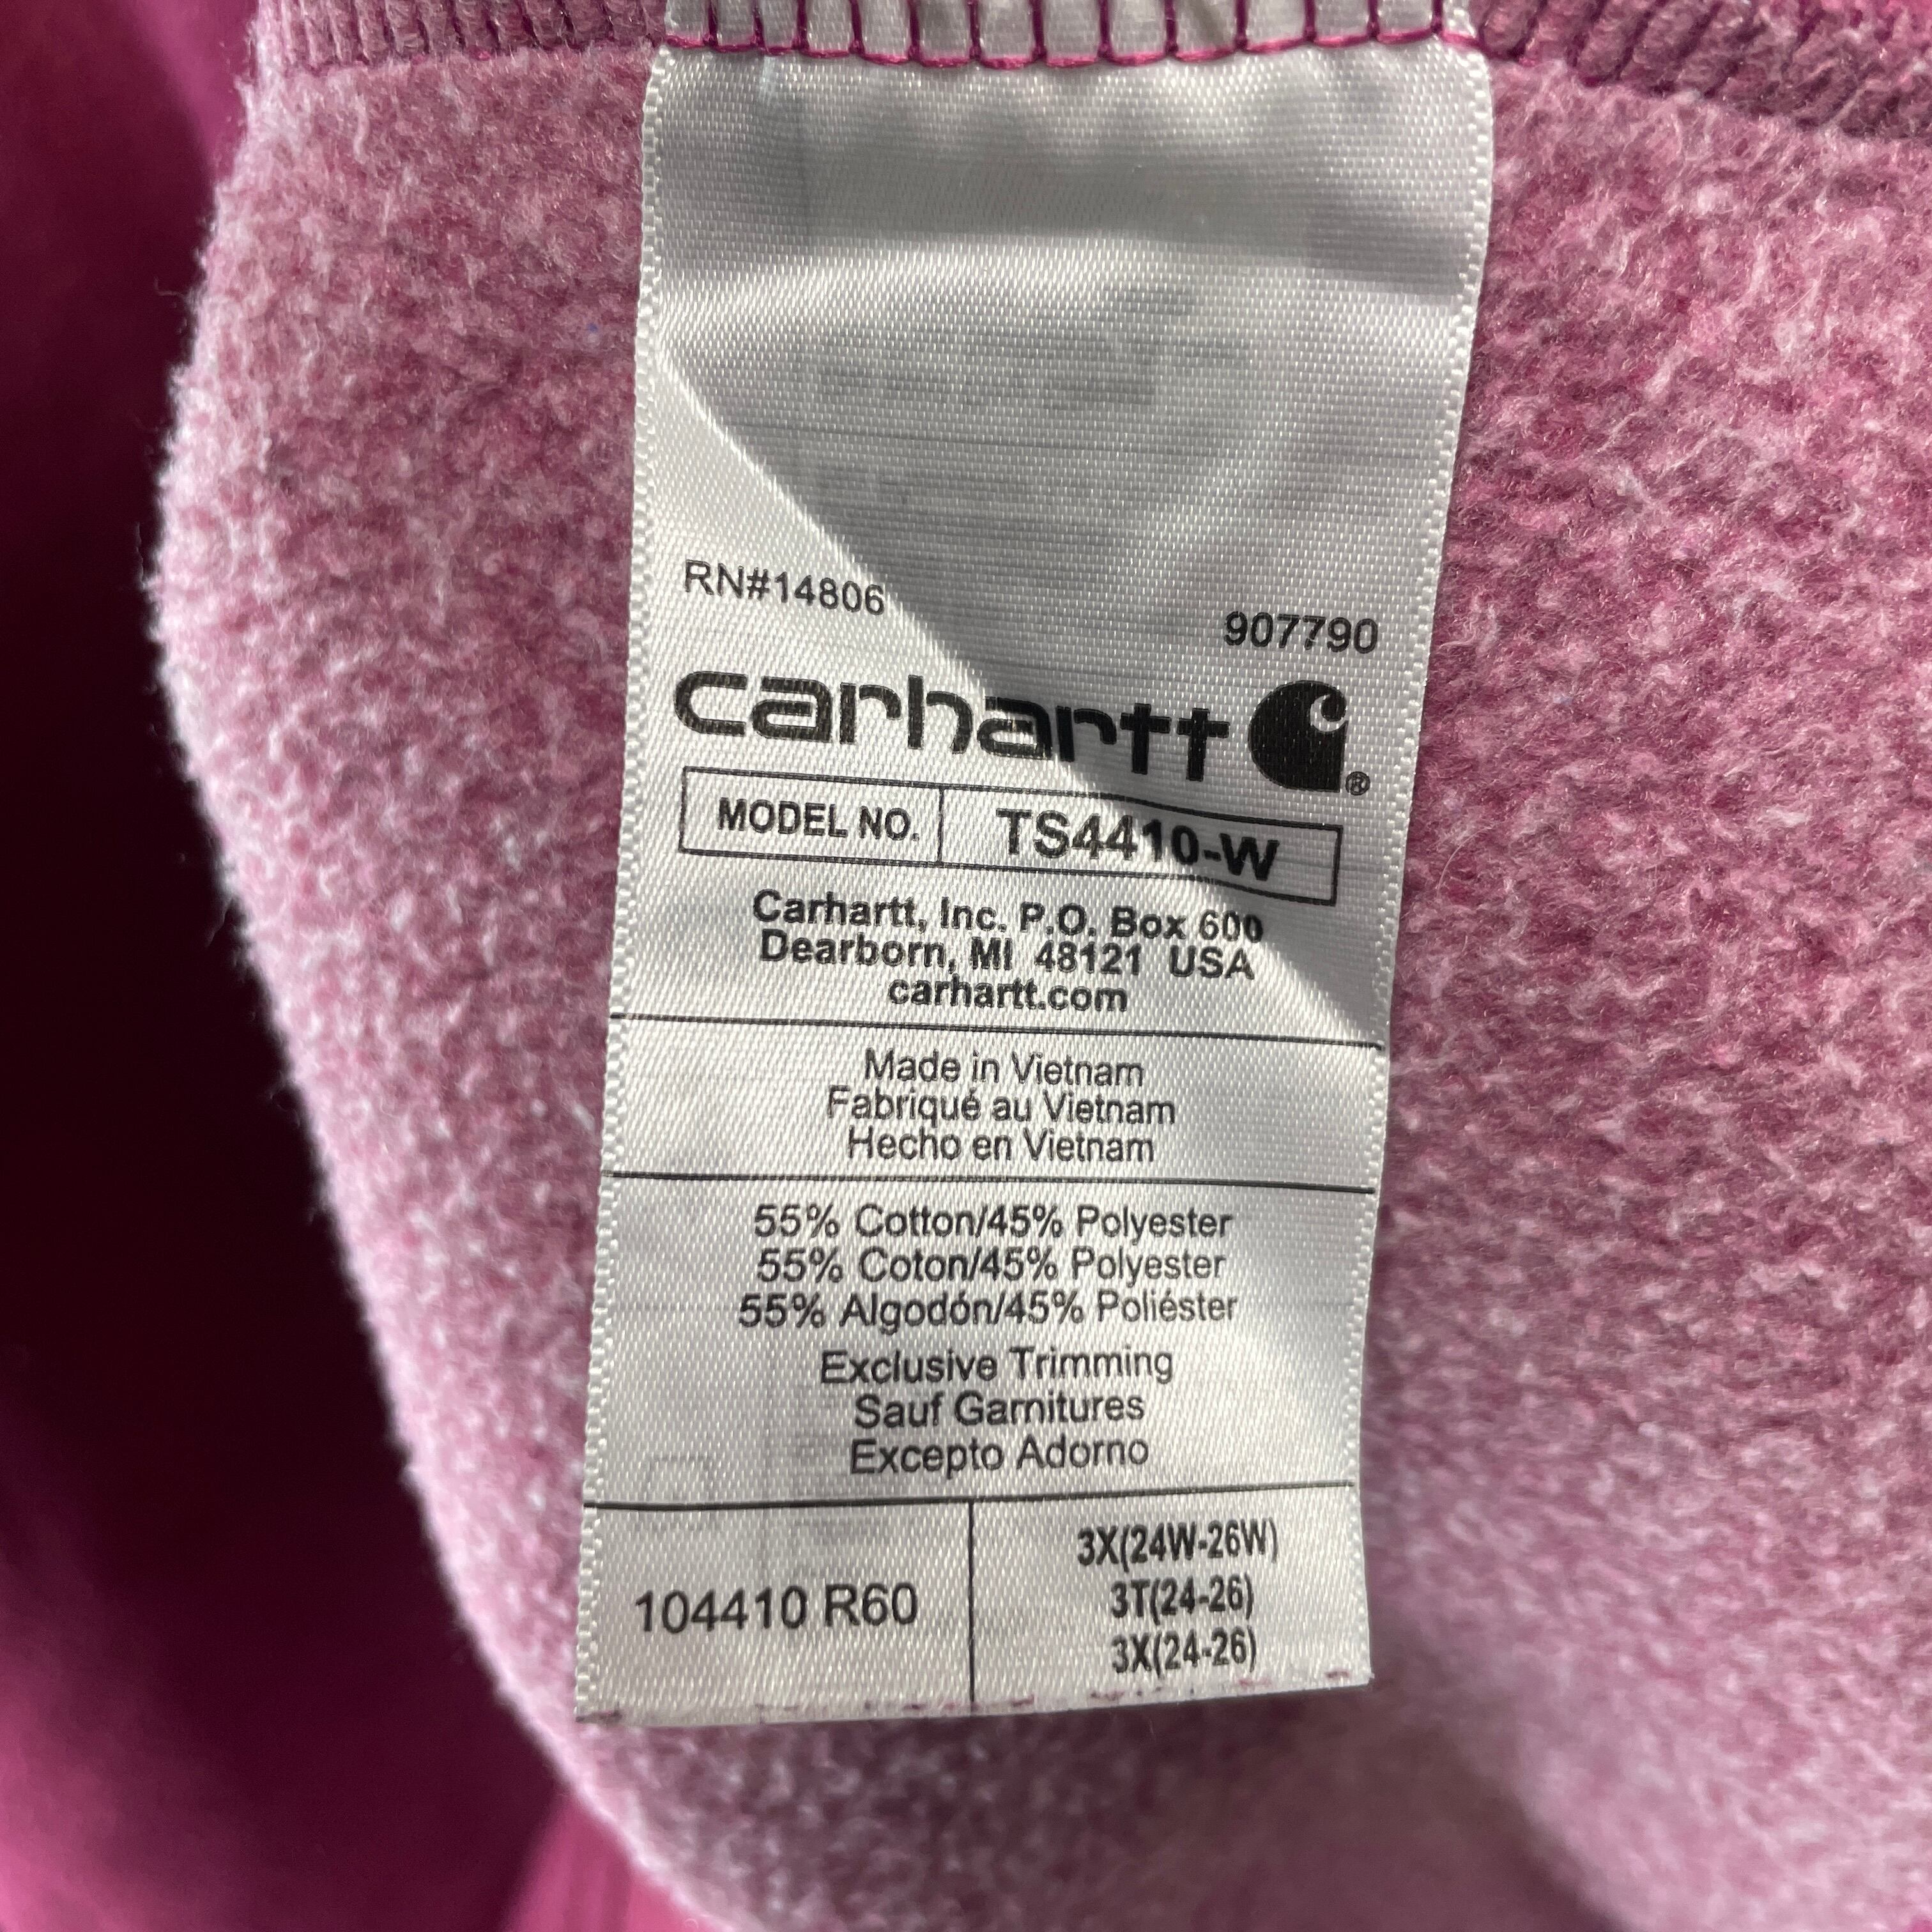 RN#14806
907790
carhartt ®
MODEL NO. TS4410-W
Carhartt, Inc. P.O. Box 600
Dearborn, MI 48121 USA
carhartt.com
Made in Vietnam
Fabriqué au Vietnam
Hecho en Vietnam
55% Cotton/45% Polyester
55% Coton/45% Polyester
55% Algodón/45% Poliéster
Exclusive Trimming
Sauf Garnitures
Excepto Adorno
104410 R60
3X(24W-26W)
3T(24-26)
3X(24-26)